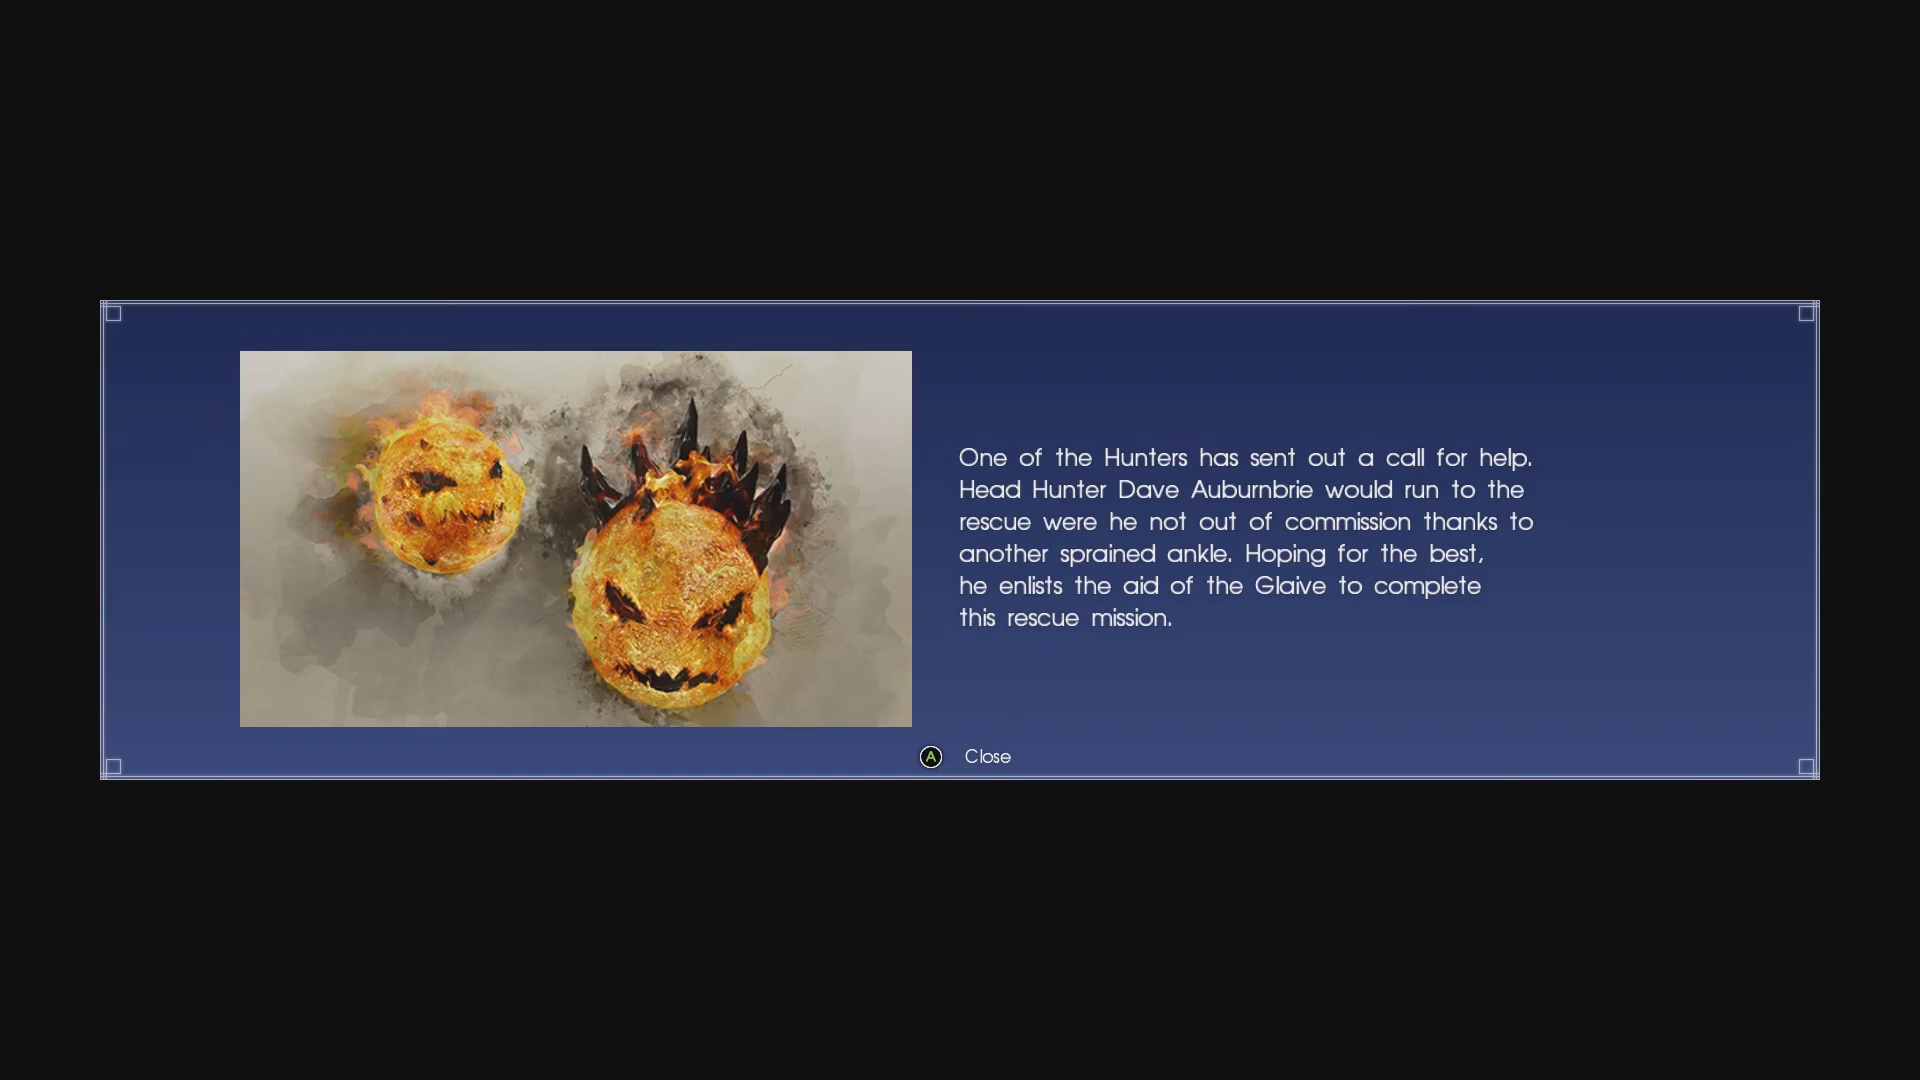 One of the Hunters has sent out a call for help.
Head Hunter Dave Auburnbrie would run to the
rescue were he not out of commission thanks to
another sprained ankle. Hoping for the best,
he enlists the aid of the Glaive to complete
this rescue mission.
A Close